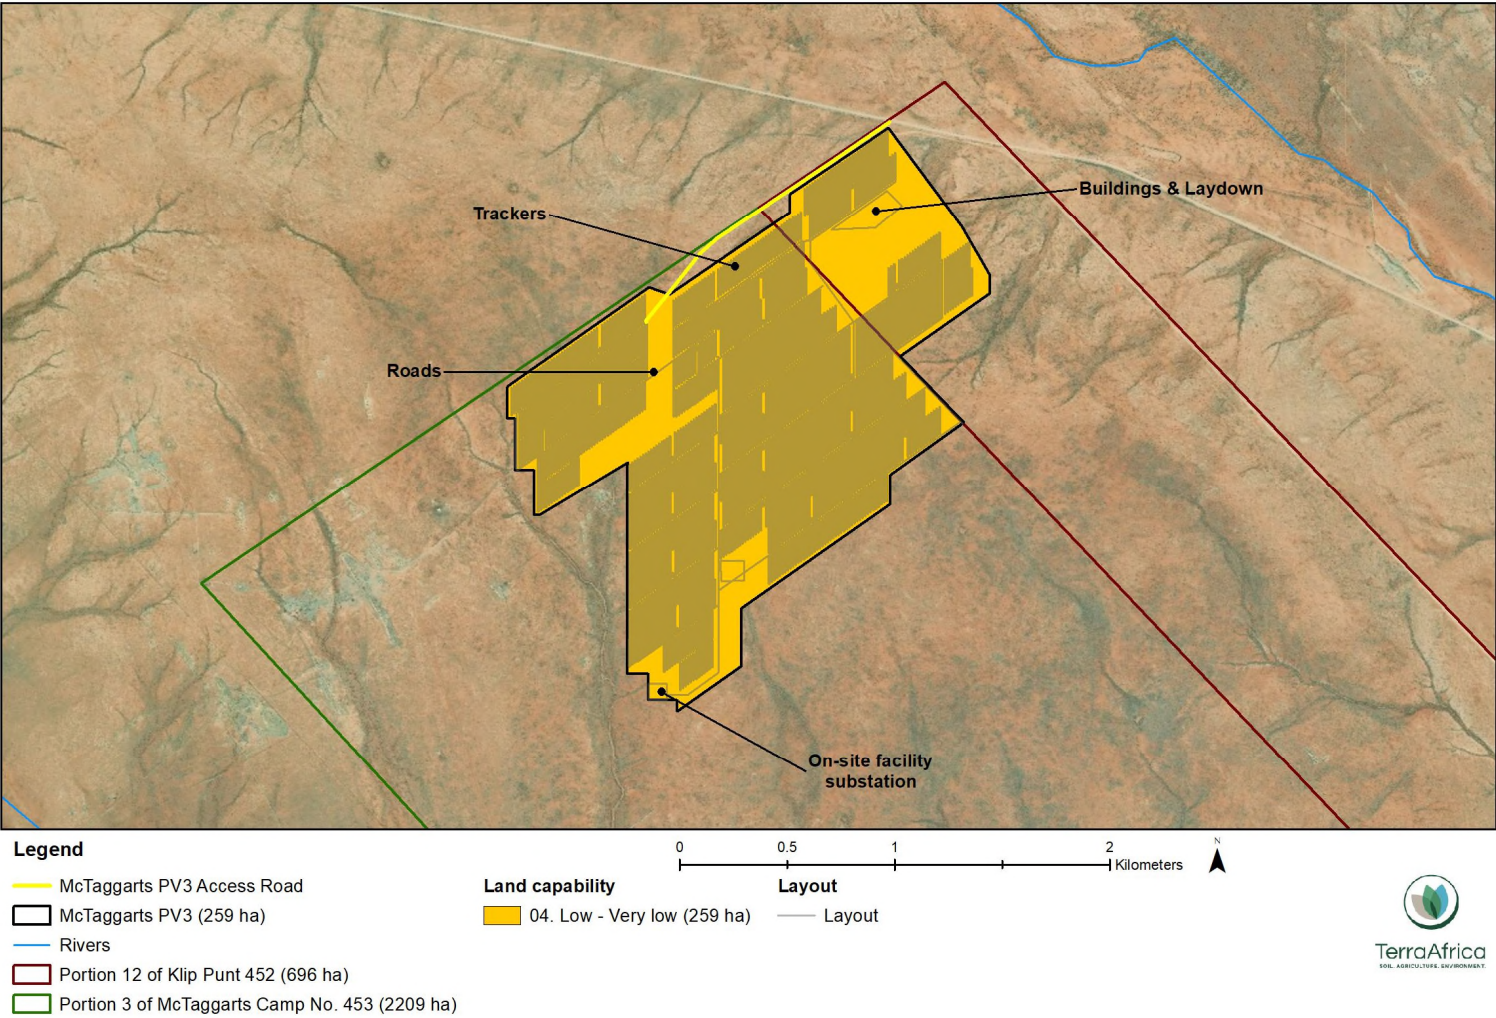 Buildings & Laydown
Trackers
Roads
On-site facility
substation
Legend
McTaggarts PV3 Access Road
McTaggarts PV3 (259 ha)
Rivers
Portion 12 of Klip Punt 452 (696 ha)
Portion 3 of McTaggarts Camp No. 453 (2209 ha)
Land capability
04. Low - Very low (259 ha)
Layout
Layout
0 0.5 1 2
Kilometers
N
TerraAfrica
SOIL. AGRICULTURE. ENVIRONMENT.